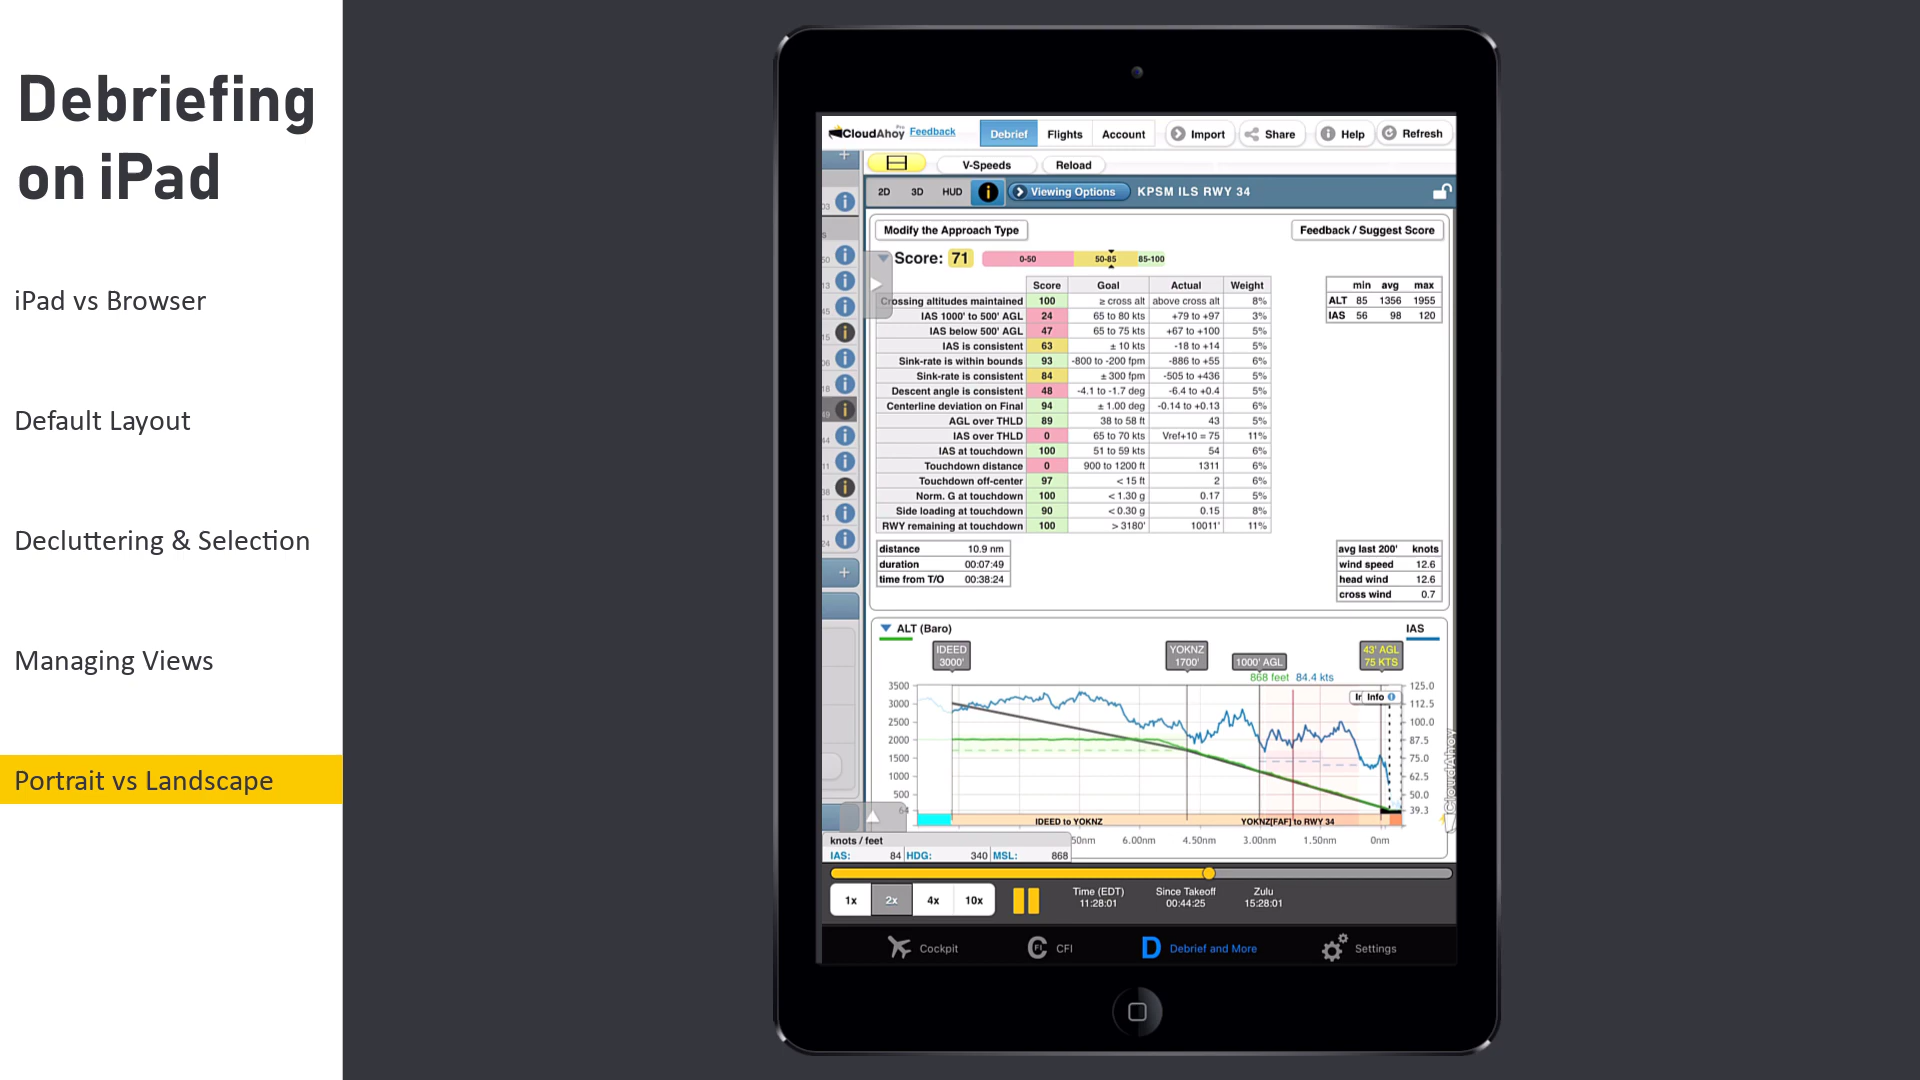 Debriefing
on iPad
iPad vs Browser
Default Layout
Decluttering & Selection
Managing Views
Portrait vs Landscape
CloudAhoy Pro Feedback Debrief Flights Account Import Share Help Refresh
V-Speeds Reload
2D 3D HUD i Viewing Options KPSM ILS RWY 34
Modify the Approach Type Feedback / Suggest Score
Score: 71 0-50 50-85 85-100
Score Goal Actual Weight
Crossing altitudes maintained 100 ≥ cross alt above cross alt 8%
IAS 1000' to 500' AGL 24 65 to 80 kts +79 to +97 3%
IAS below 500' AGL 47 65 to 75 kts +67 to +100 5%
IAS is consistent 63 ± 10 kts -18 to +14 5%
Sink-rate is within bounds 93 -800 to -200 fpm -886 to +55 6%
Sink-rate is consistent 84 ± 300 fpm -505 to +436 5%
Descent angle is consistent 48 -4.1 to -1.7 deg -6.4 to +0.4 5%
Centerline deviation on Final 94 ± 1.00 deg -0.14 to +0.13 6%
AGL over THLD 89 38 to 58 ft 43 5%
IAS over THLD 0 65 to 70 kts Vref+10 = 75 11%
IAS at touchdown 100 51 to 59 kts 54 6%
Touchdown distance 0 900 to 1200 ft 1311 6%
Touchdown off-center 97 < 15 ft 2 6%
Norm. G at touchdown 100 < 1.30 g 0.17 5%
Side loading at touchdown 90 < 0.30 g 0.15 8%
RWY remaining at touchdown 100 > 3180' 10011' 11%
min avg max
ALT 85 1356 1955
IAS 56 98 120
distance 10.9 nm
duration 00:07:49
time from T/O 00:38:24
avg last 200' knots
wind speed 12.6
head wind 12.6
cross wind 0.7
ALT (Baro) IAS
IDEED
3000'
YOKNZ
1700'
1000' AGL
43' AGL
75 KTS
868 feet 84.4 kts
Info
3500 125.0
3000 112.5
2500 100.0
2000 87.5
1500 75.0
1000 62.5
500 50.0
64 39.3
IDEED to YOKNZ YOKNZ[FAF] to RWY 34
50nm 6.00nm 4.50nm 3.00nm 1.50nm 0nm
CloudAhoy
knots / feet
IAS: 84 HDG: 340 MSL: 868
1x 2x 4x 10x
Time (EDT) Since Takeoff Zulu
11:28:01 00:44:25 15:28:01
Cockpit CFI Debrief and More Settings